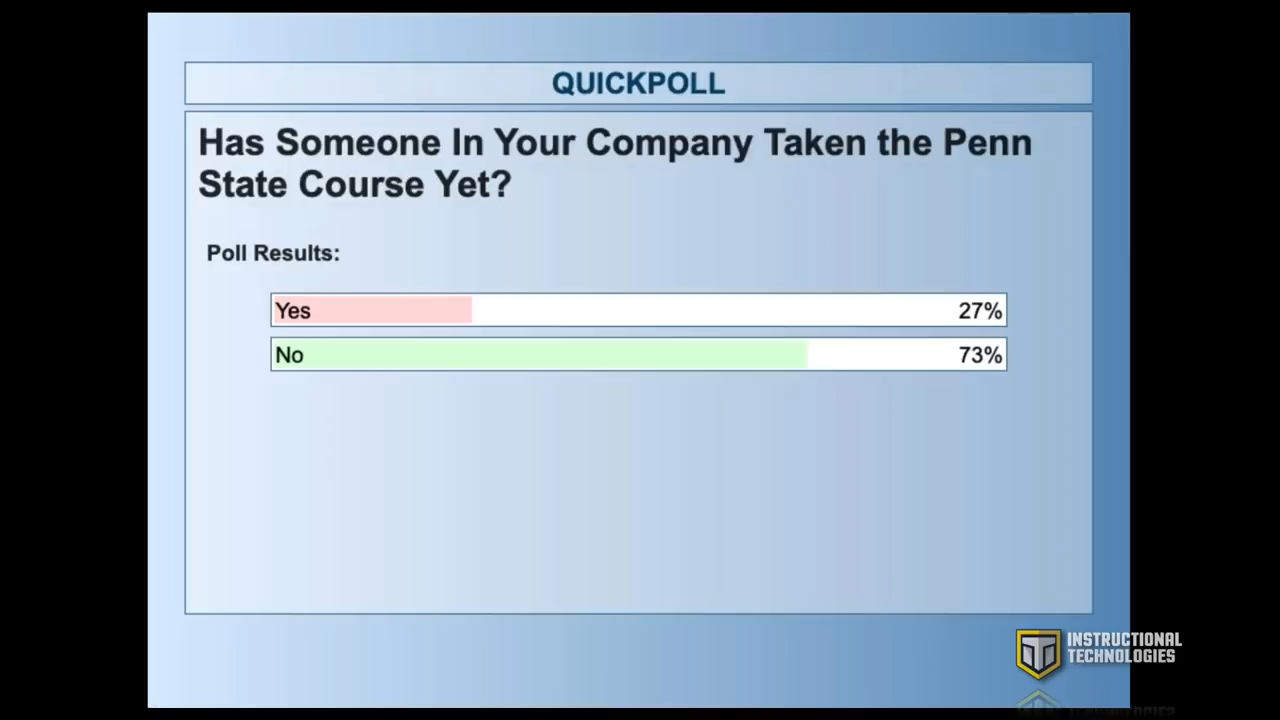 QUICKPOLL
Has Someone In Your Company Taken the Penn
State Course Yet?
Poll Results:
Yes 27%
No 73%
INSTRUCTIONAL
TECHNOLOGIES